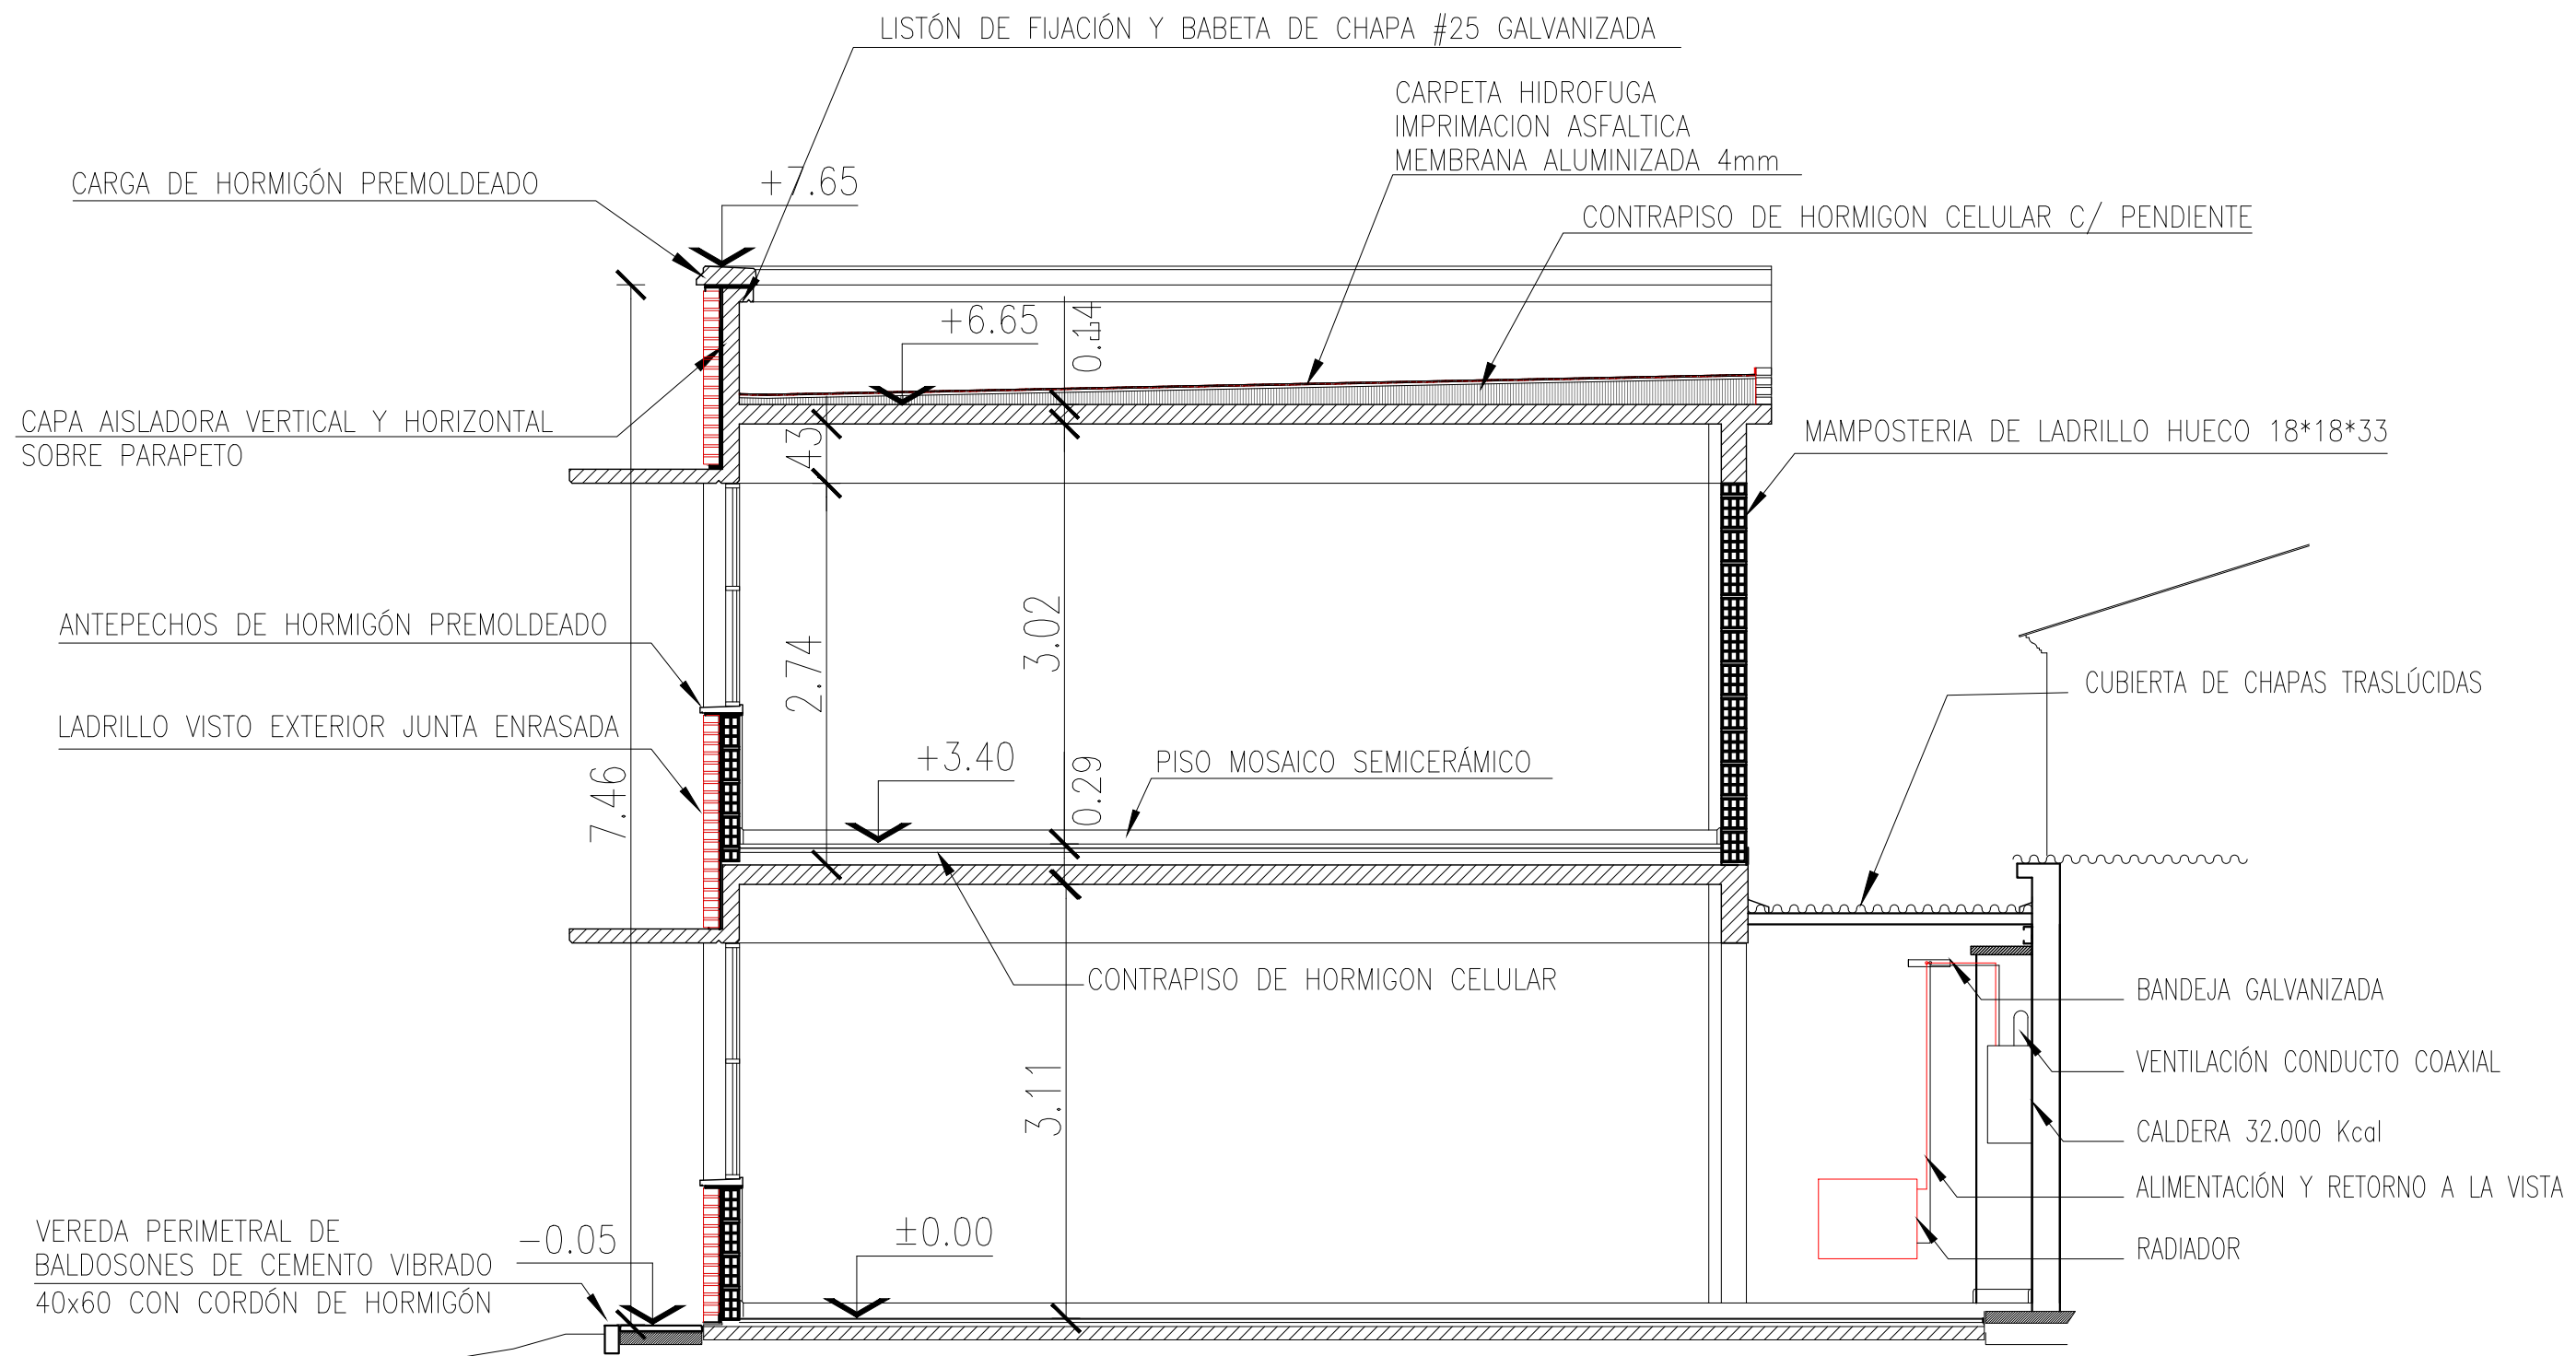 LISTÓN DE FIJACIÓN Y BABETA DE CHAPA #25 GALVANIZADA
CARPETA HIDROFUGA
IMPRIMACION ASFALTICA
MEMBRANA ALUMINIZADA 4mm
CARGA DE HORMIGÓN PREMOLDEADO
+7.65
CONTRAPISO DE HORMIGON CELULAR C/ PENDIENTE
+6.65
0.14
CAPA AISLADORA VERTICAL Y HORIZONTAL
SOBRE PARAPETO
43
MAMPOSTERIA DE LADRILLO HUECO 18*18*33
ANTEPECHOS DE HORMIGÓN PREMOLDEADO
2.74
3.02
CUBIERTA DE CHAPAS TRASLÚCIDAS
LADRILLO VISTO EXTERIOR JUNTA ENRASADA
7.46
+3.40
0.29
PISO MOSAICO SEMICERÁMICO
CONTRAPISO DE HORMIGON CELULAR
BANDEJA GALVANIZADA
VENTILACIÓN CONDUCTO COAXIAL
3.11
CALDERA 32.000 Kcal
ALIMENTACIÓN Y RETORNO A LA VISTA
RADIADOR
VEREDA PERIMETRAL DE
BALDOSONES DE CEMENTO VIBRADO
40x60 CON CORDÓN DE HORMIGÓN
-0.05
±0.00